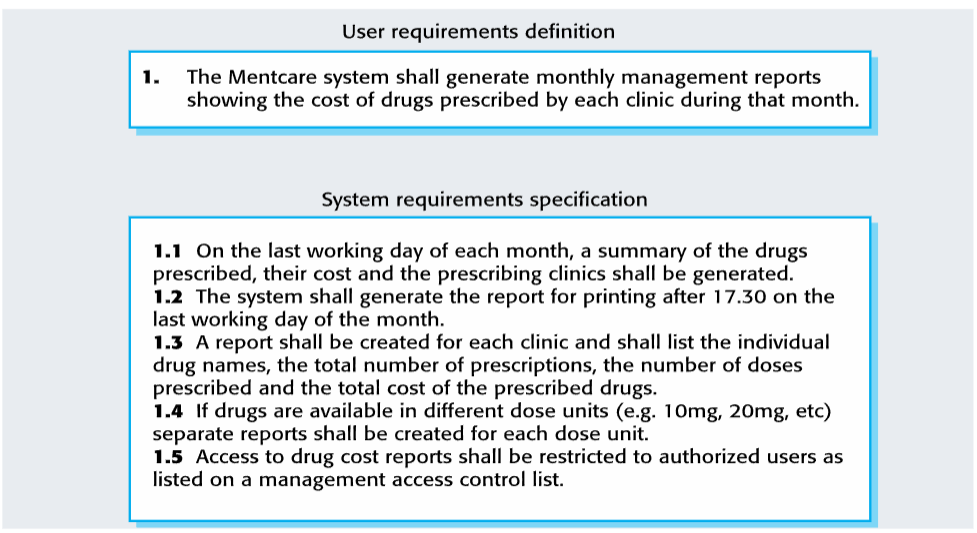 User requirements definition
1. The Mentcare system shall generate monthly management reports
showing the cost of drugs prescribed by each clinic during that month.
System requirements specification
1.1 On the last working day of each month, a summary of the drugs
prescribed, their cost and the prescribing clinics shall be generated.
1.2 The system shall generate the report for printing after 17.30 on the
last working day of the month.
1.3 A report shall be created for each clinic and shall list the individual
drug names, the total number of prescriptions, the number of doses
prescribed and the total cost of the prescribed drugs.
1.4 If drugs are available in different dose units (e.g. 10mg, 20mg, etc)
separate reports shall be created for each dose unit.
1.5 Access to drug cost reports shall be restricted to authorized users as
listed on a management access control list.